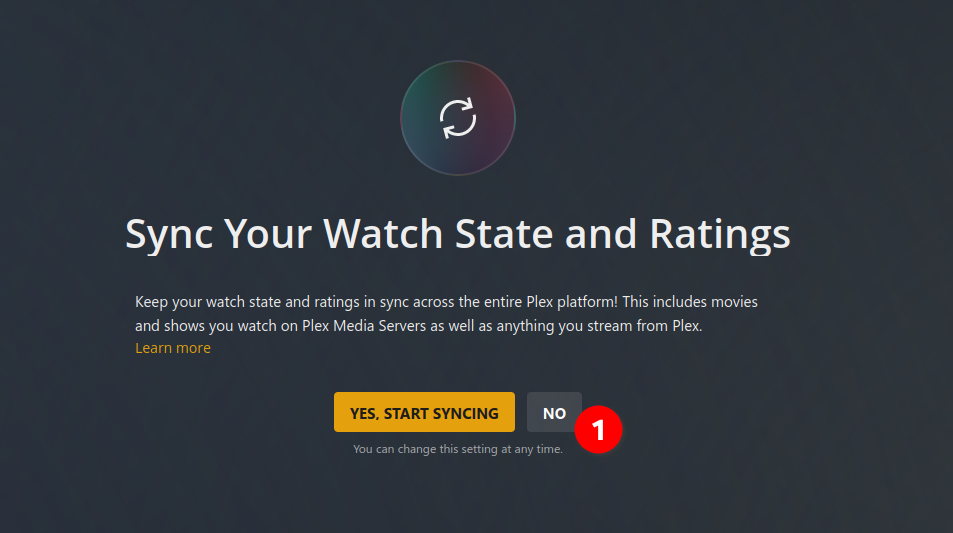 Sync Your Watch State and Ratings
Keep your watch state and ratings in sync across the entire Plex platform! This includes movies
and shows you watch on Plex Media Servers as well as anything you stream from Plex.
Learn more
YES, START SYNCING
NO
1
You can change this setting at any time.